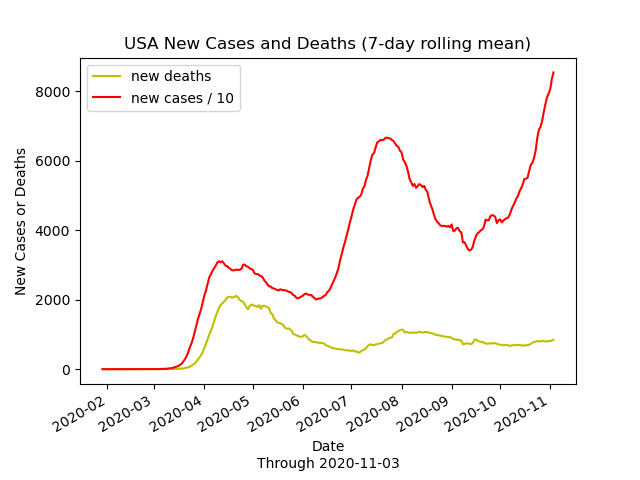 USA New Cases and Deaths (7-day rolling mean)
new deaths
new cases / 10
New Cases or Deaths
8000
6000
4000
2000
0
2020-02
2020-03
2020-04
2020-05
2020-06
2020-07
2020-08
2020-09
2020-10
2020-11
Date
Through 2020-11-03